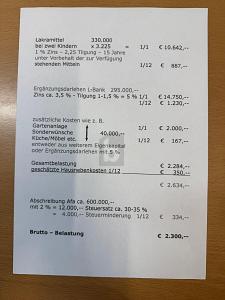 Lakramittel 330,000
bei zwei Kindern x 3.225 = 1/1 € 10.642,--
1 % Zins – 2,25 Tilgung – 15 Jahre
unter Vorbehalt der zur Verfügung
stehenden Mitteln 1/12 € 887,--
Ergänzungsdarlehen L-Bank 295.000,--
Zins ca. 3,5 % - Tilgung 1-1,5 % = 5 % 1/1 € 14.750,--
1/12 € 1.230,--
zusätzliche Kosten wie z. B.
Gartenanlage 1/1 € 2.000,--
Sonderwünsche 40.000,--
Küche/Möbel etc. 1/12 € 167,--
entweder aus weiterem Eigenkapital
oder Ergänzungsdarlehen mit 5 %
Gesamtbelastung € 2.284,--
geschätzte Hausnebenkosten 1/12 € 350,--
€ 2.634,--
Abschreibung Afa ca. 600.000,--
mit 2 % = 12.000,-- Steuersatz ca. 30-35 %
= 4.000,-- Steuerminderung 1/12 € 334,--
Brutto – Belastung € 2.300,--